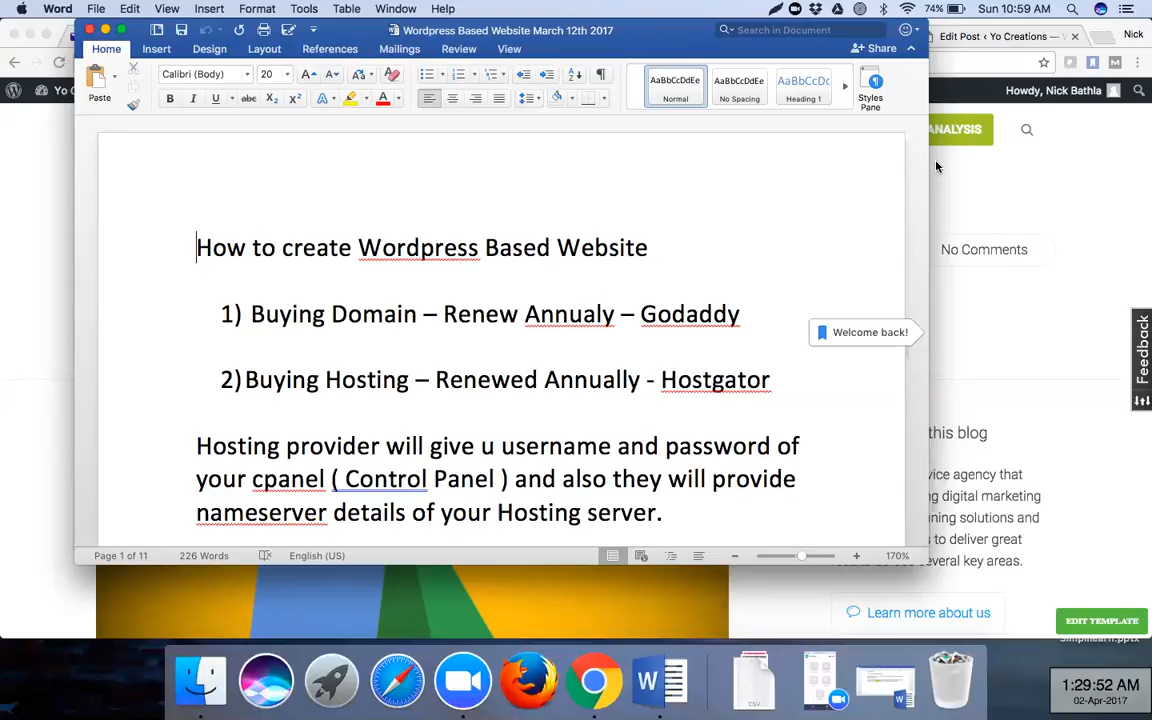 Word File Edit View Insert Format Tools Table Window Help 74% Sun 10:59 AM
Wordpress Based Website March 12th 2017 Search in Document
Edit Post ‹ Yo Creations — Nick
Home Insert Design Layout References Mailings Review View Share
Calibri (Body) 20
Paste
AaBbCcDdEe AaBbCcDdEe AaBbCcDc
Normal No Spacing Heading 1 Styles Pane
Howdy, Nick Bathla
ANALYSIS
No Comments
How to create Wordpress Based Website
1) Buying Domain – Renew Annualy – Godaddy
Welcome back!
2) Buying Hosting – Renewed Annually - Hostgator
Feedback
Hosting provider will give u username and password of
your cpanel ( Control Panel ) and also they will provide
nameserver details of your Hosting server.
this blog
vice agency that
ng digital marketing
nning solutions and
s to deliver great
several key areas.
Page 1 of 11 226 Words English (US) 170%
Learn more about us
EDIT TEMPLATE
CSV
1:29:52 AM
02-Apr-2017